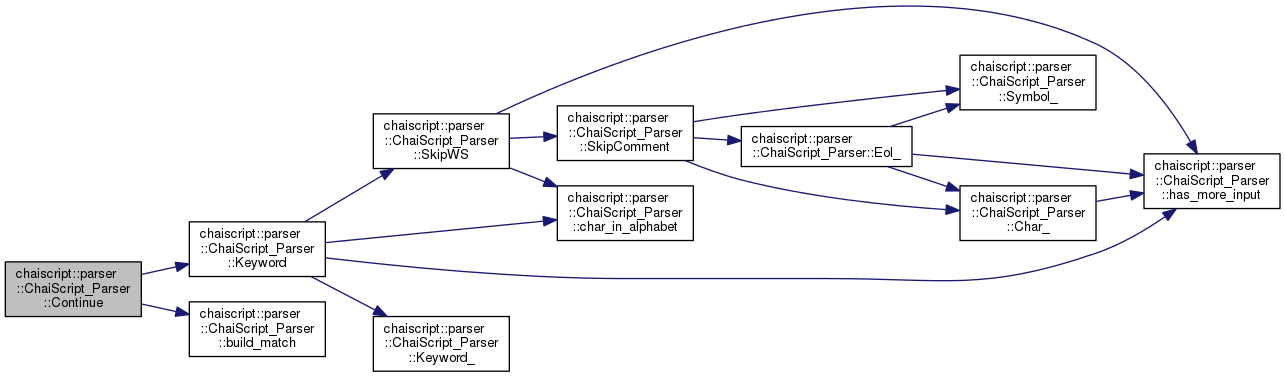 chaiscript::parser
::ChaiScript_Parser
::Continue
chaiscript::parser
::ChaiScript_Parser
::Keyword
chaiscript::parser
::ChaiScript_Parser
::build_match
chaiscript::parser
::ChaiScript_Parser
::SkipWS
chaiscript::parser
::ChaiScript_Parser
::Keyword_
chaiscript::parser
::ChaiScript_Parser
::SkipComment
chaiscript::parser
::ChaiScript_Parser
::char_in_alphabet
chaiscript::parser
::ChaiScript_Parser::Eol_
chaiscript::parser
::ChaiScript_Parser
::Symbol_
chaiscript::parser
::ChaiScript_Parser
::Char_
chaiscript::parser
::ChaiScript_Parser
::has_more_input